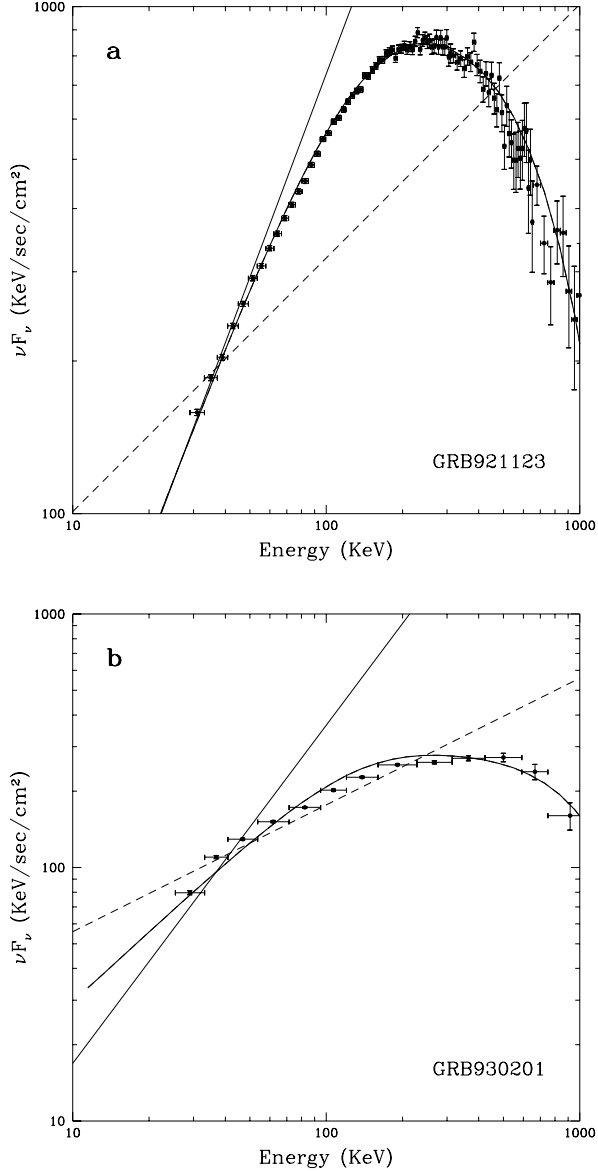 1000
a
νFν (KeV/sec/cm²)
GRB921123
100
10 100 1000
Energy (KeV)
1000
b
νFν (KeV/sec/cm²)
100
GRB930201
10
10 100 1000
Energy (KeV)